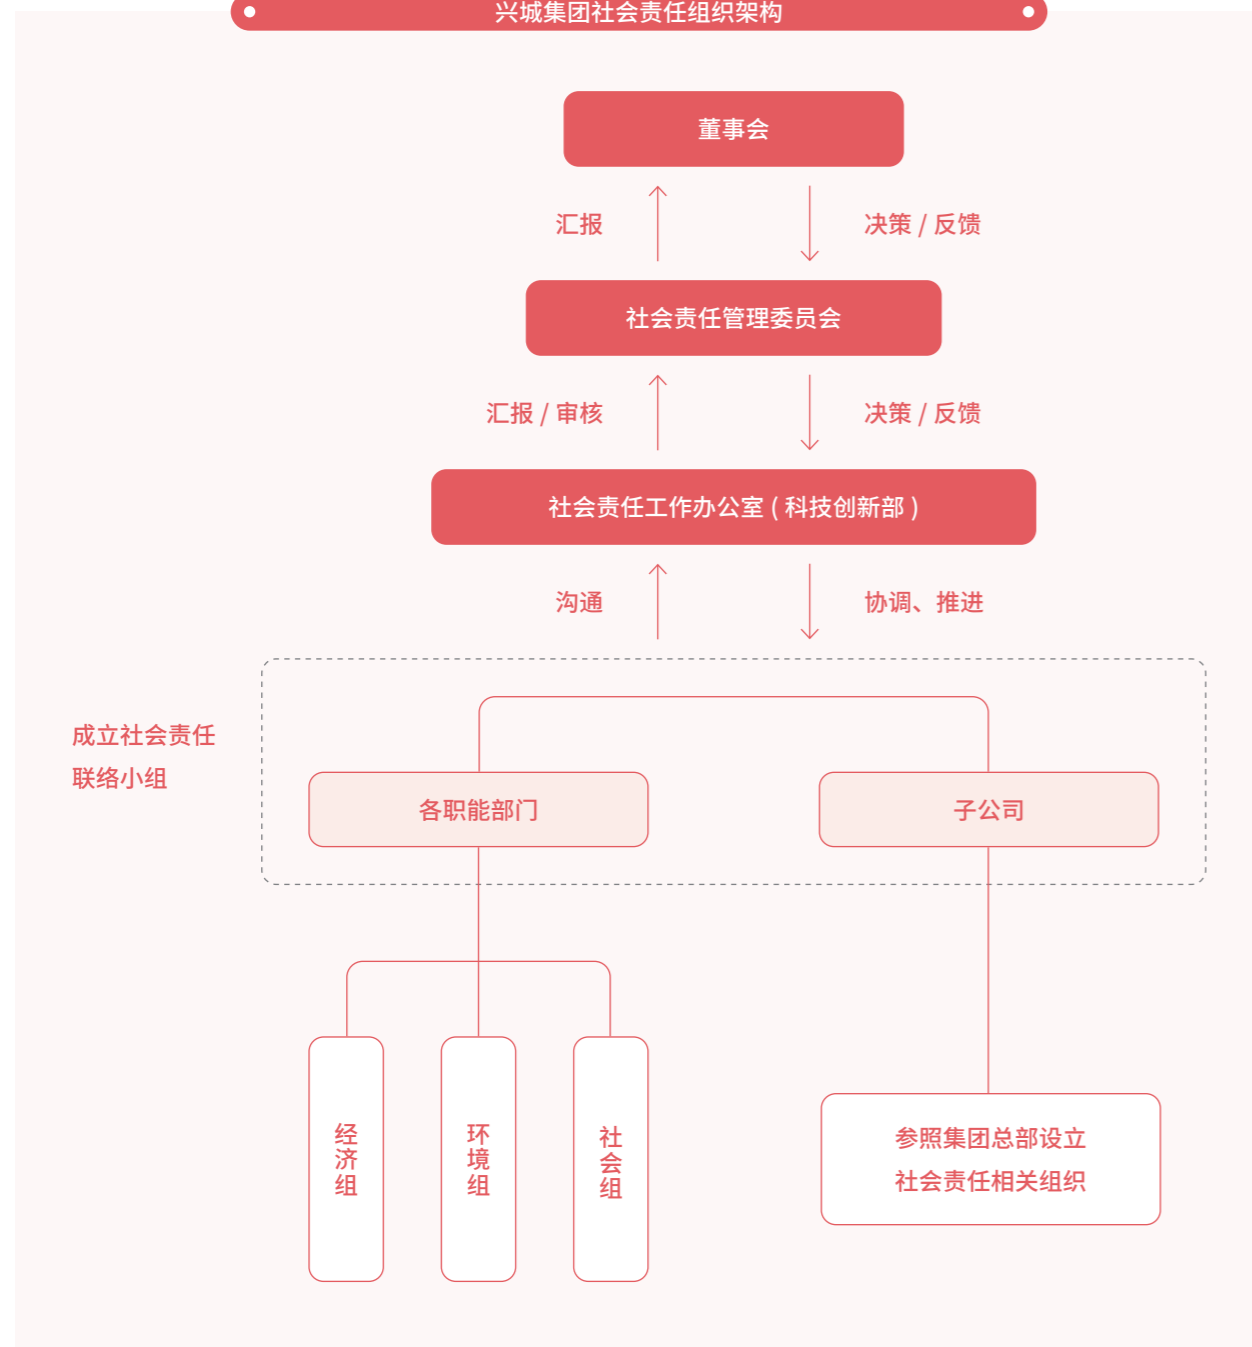 兴城集团社会责任组织架构
董事会
汇报
决策 / 反馈
社会责任管理委员会
汇报 / 审核
决策 / 反馈
社会责任工作办公室 ( 科技创新部 )
沟通
协调、推进
成立社会责任
联络小组
各职能部门
子公司
经济组
环境组
社会组
参照集团总部设立
社会责任相关组织